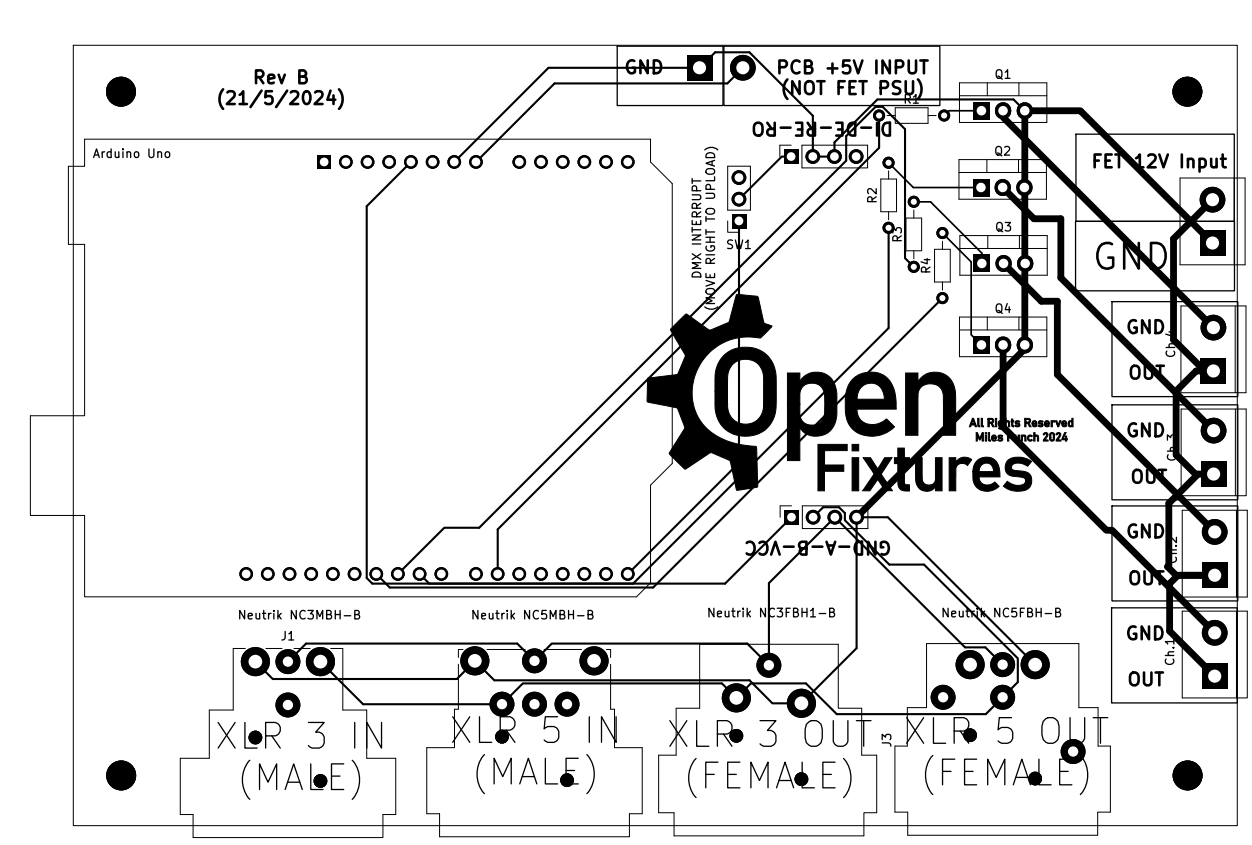 Rev B
(21/5/2024)
GND
PCB +5V INPUT
(NOT FET PSU)
R1
Q1
DI-DE-RE-RO
Arduino Uno
DMX INTERRUPT
(MOVE RIGHT TO UPLOAD)
SW1
R2
R3
R4
Q2
Q3
Q4
FET 12V Input
GND
GND
Ch.4
OUT
Open
Fixtures
All Rights Reserved
Miles Punch 2024
GND
Ch.3
OUT
GND-A-B-VCC
GND
Ch.2
OUT
Neutrik NC3MBH-B
Neutrik NC5MBH-B
Neutrik NC3FBH1-B
Neutrik NC5FBH-B
J1
GND
Ch.1
OUT
XLR 3 IN
(MALE)
XLR 5 IN
(MALE)
XLR 3 OUT
(FEMALE)
J3
XLR 5 OUT
(FEMALE)